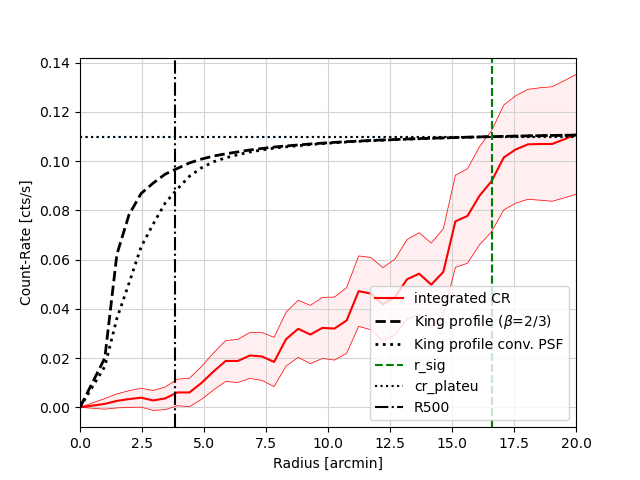 0.14
0.12
0.10
0.08
0.06
0.04
0.02
0.00
Count-Rate [cts/s]
integrated CR
King profile (β=2/3)
King profile conv. PSF
r_sig
cr_plateu
R500
0.0 2.5 5.0 7.5 10.0 12.5 15.0 17.5 20.0
Radius [arcmin]